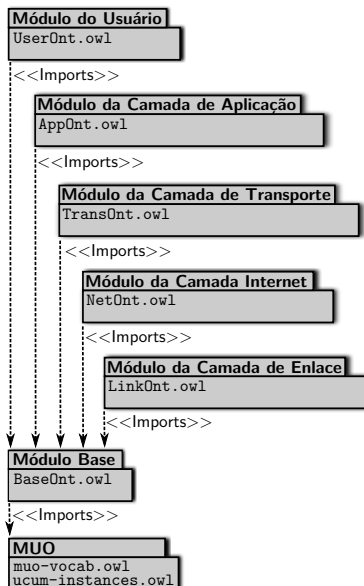 Módulo do Usuário
UserOnt.owl
<<Imports>>
Módulo da Camada de Aplicação
AppOnt.owl
<<Imports>>
Módulo da Camada de Transporte
TransOnt.owl
<<Imports>>
Módulo da Camada Internet
NetOnt.owl
<<Imports>>
Módulo da Camada de Enlace
LinkOnt.owl
<<Imports>>
Módulo Base
BaseOnt.owl
<<Imports>>
MUO
muo-vocab.owl
ucum-instances.owl